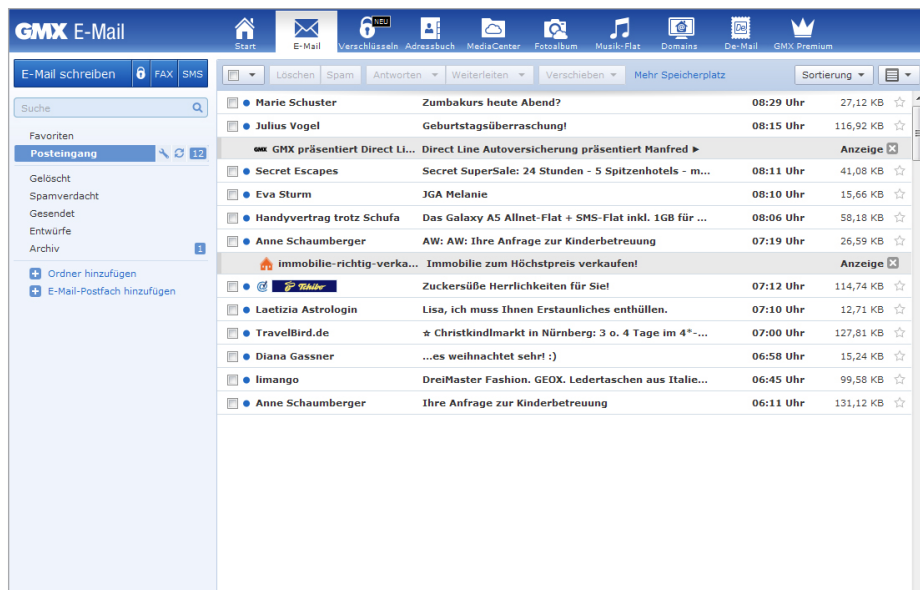 GMX E-Mail
NEU
Start E-Mail Verschlüsseln Adressbuch MediaCenter Fotoalbum Musik-Flat Domains De-Mail GMX Premium
E-Mail schreiben FAX SMS
Löschen Spam Antworten Weiterleiten Verschieben Mehr Speicherplatz Sortierung
Suche
Favoriten
Posteingang 12
Gelöscht
Spamverdacht
Gesendet
Entwürfe
Archiv 1
Ordner hinzufügen
E-Mail-Postfach hinzufügen
Marie Schuster Zumbakurs heute Abend? 08:29 Uhr 27,12 KB
Julius Vogel Geburtstagsüberraschung! 08:15 Uhr 116,92 KB
GMX GMX präsentiert Direct Li... Direct Line Autoversicherung präsentiert Manfred ► Anzeige
Secret Escapes Secret SuperSale: 24 Stunden - 5 Spitzenhotels - m... 08:11 Uhr 41,08 KB
Eva Sturm JGA Melanie 08:10 Uhr 15,66 KB
Handyvertrag trotz Schufa Das Galaxy A5 Allnet-Flat + SMS-Flat inkl. 1GB für ... 08:06 Uhr 58,18 KB
Anne Schaumberger AW: AW: Ihre Anfrage zur Kinderbetreuung 07:19 Uhr 26,59 KB
immobilie-richtig-verka... Immobilie zum Höchstpreis verkaufen! Anzeige
Tchibo Zuckersüße Herrlichkeiten für Sie! 07:12 Uhr 114,74 KB
Laetizia Astrologin Lisa, ich muss Ihnen Erstaunliches enthüllen. 07:10 Uhr 12,71 KB
TravelBird.de ☆ Christkindlmarkt in Nürnberg: 3 o. 4 Tage im 4*-... 07:00 Uhr 127,81 KB
Diana Gassner ...es weihnachtet sehr! :) 06:58 Uhr 15,24 KB
limango DreiMaster Fashion. GEOX. Ledertaschen aus Italie... 06:45 Uhr 99,58 KB
Anne Schaumberger Ihre Anfrage zur Kinderbetreuung 06:11 Uhr 131,12 KB